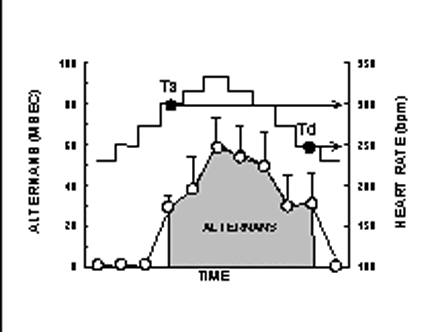 100 350
Ts
80 300
Td
ALTERNANS (MSEC)
60 250
HEART RATE (bpm)
40 200
ALTERNANS
20 150
0 100
TIME